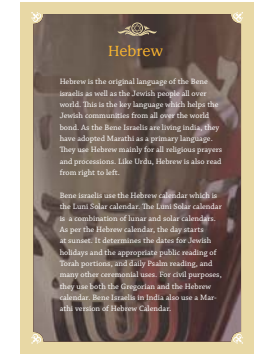 Hebrew
Hebrew is the original language of the Bene
israelis as well as the Jewish people all over
world. This is the key language which helps the
Jewish communities from all over the world
bond. As the Bene Israelis are living india, they
have adopted Marathi as a primary language.
They use Hebrew mainly for all religious prayers
and processions. Like Urdu, Hebrew is also read
from right to left.
Bene israelis use the Hebrew calendar which is
the Luni Solar calendar. The Luni Solar calendar
is a combination of lunar and solar calendars.
As per the Hebrew calendar, the day starts
at sunset. It determines the dates for Jewish
holidays and the appropriate public reading of
Torah portions, and daily Psalm reading, and
many other ceremonial uses. For civil purposes,
they use both the Gregorian and the Hebrew
calendar. Bene Israelis in India also use a Mar-
athi version of Hebrew Calendar.